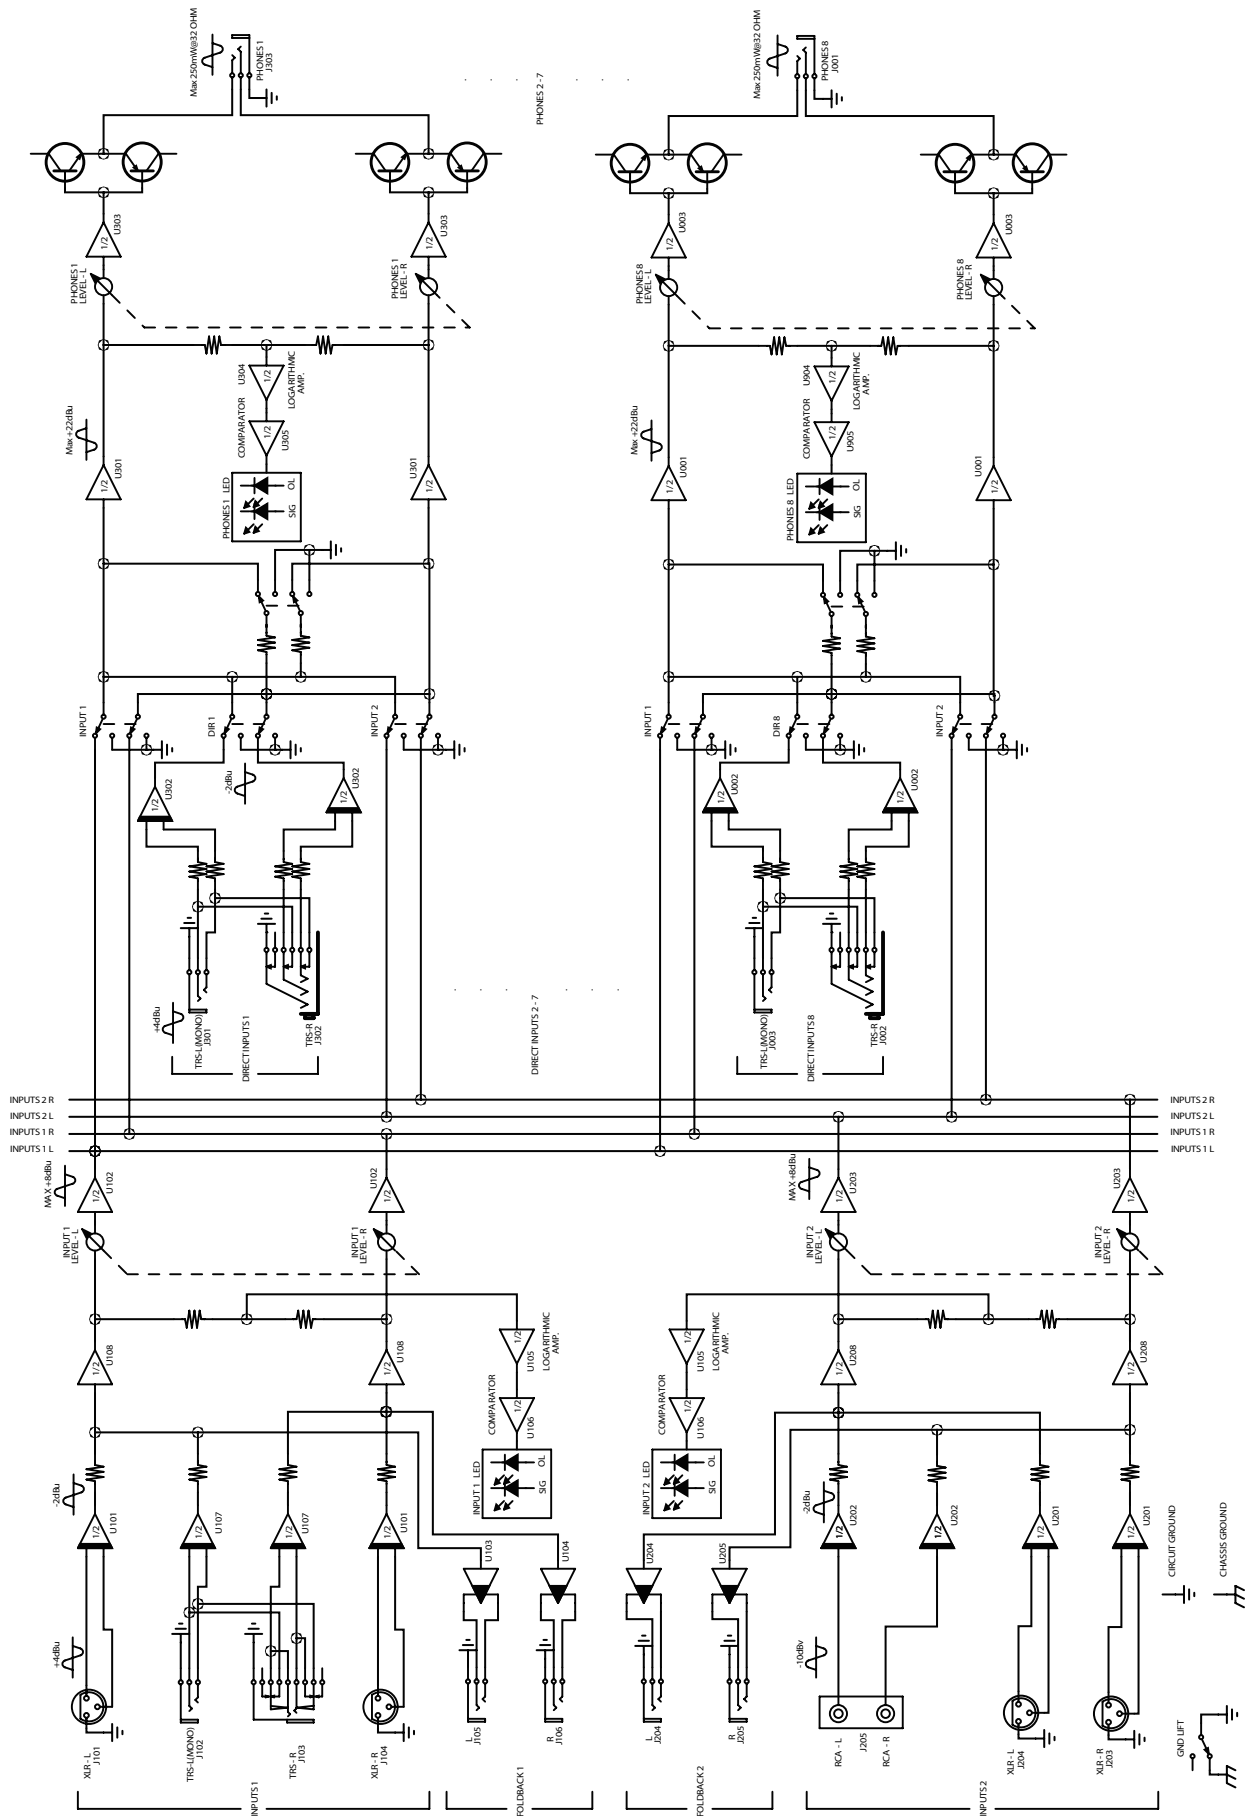 Max 250mW@32 OHM
PHONES 1
J303
PHONES 2 - 7
Max 250mW@32 OHM
PHONES 8
J001
1/2
U303
1/2
U303
1/2
U003
1/2
U003
PHONES 1
LEVEL - L
PHONES 1
LEVEL - R
PHONES 8
LEVEL - L
PHONES 8
LEVEL - R
Max +22dBu
1/2
U301
U304
1/2
LOGARITHMIC
AMP.
COMPARATOR
1/2
U305
PHONES 1 LED
SIG
OL
1/2
U301
Max +22dBu
1/2
U001
U904
1/2
LOGARITHMIC
AMP.
COMPARATOR
1/2
U905
PHONES 8 LED
SIG
OL
1/2
U001
INPUT 1
DIR 1
INPUT 2
INPUT 1
DIR 8
INPUT 2
1/2
U302
-2dBu
1/2
U302
1/2
U002
1/2
U002
+4dBu
TRS-L(MONO)
J301
TRS-R
J302
DIRECT INPUTS 1
DIRECT INPUTS 2 - 7
TRS-L(MONO)
J003
TRS-R
J002
DIRECT INPUTS 8
INPUTS 2 R
INPUTS 2 L
INPUTS 1 R
INPUTS 1 L
INPUTS 2 R
INPUTS 2 L
INPUTS 1 R
INPUTS 1 L
MAX +8dBu
1/2
U102
1/2
U102
MAX +8dBu
1/2
U203
1/2
U203
INPUT 1
LEVEL - L
INPUT 1
LEVEL - R
INPUT 2
LEVEL - L
INPUT 2
LEVEL - R
1/2
U108
1/2
U108
1/2
U105
LOGARITHMIC
AMP.
COMPARATOR
1/2
U106
INPUT 1 LED
SIG
OL
1/2
U105
LOGARITHMIC
AMP.
COMPARATOR
1/2
U106
INPUT 2 LED
SIG
OL
1/2
U208
1/2
U208
-2dBu
1/2
U101
1/2
U107
1/2
U107
1/2
U101
U103
U104
U204
U205
-2dBu
1/2
U202
1/2
U202
1/2
U201
1/2
U201
+4dBu
XLR - L
J101
TRS-L(MONO)
J102
TRS - R
J103
XLR - R
J104
INPUTS 1
L
J105
R
J106
FOLDBACK 1
L
J204
R
J205
FOLDBACK 2
-10dBv
RCA - L
J205
RCA - R
XLR - L
J204
XLR - R
J203
INPUTS 2
CIRCUIT GROUND
CHASSIS GROUND
GND LIFT